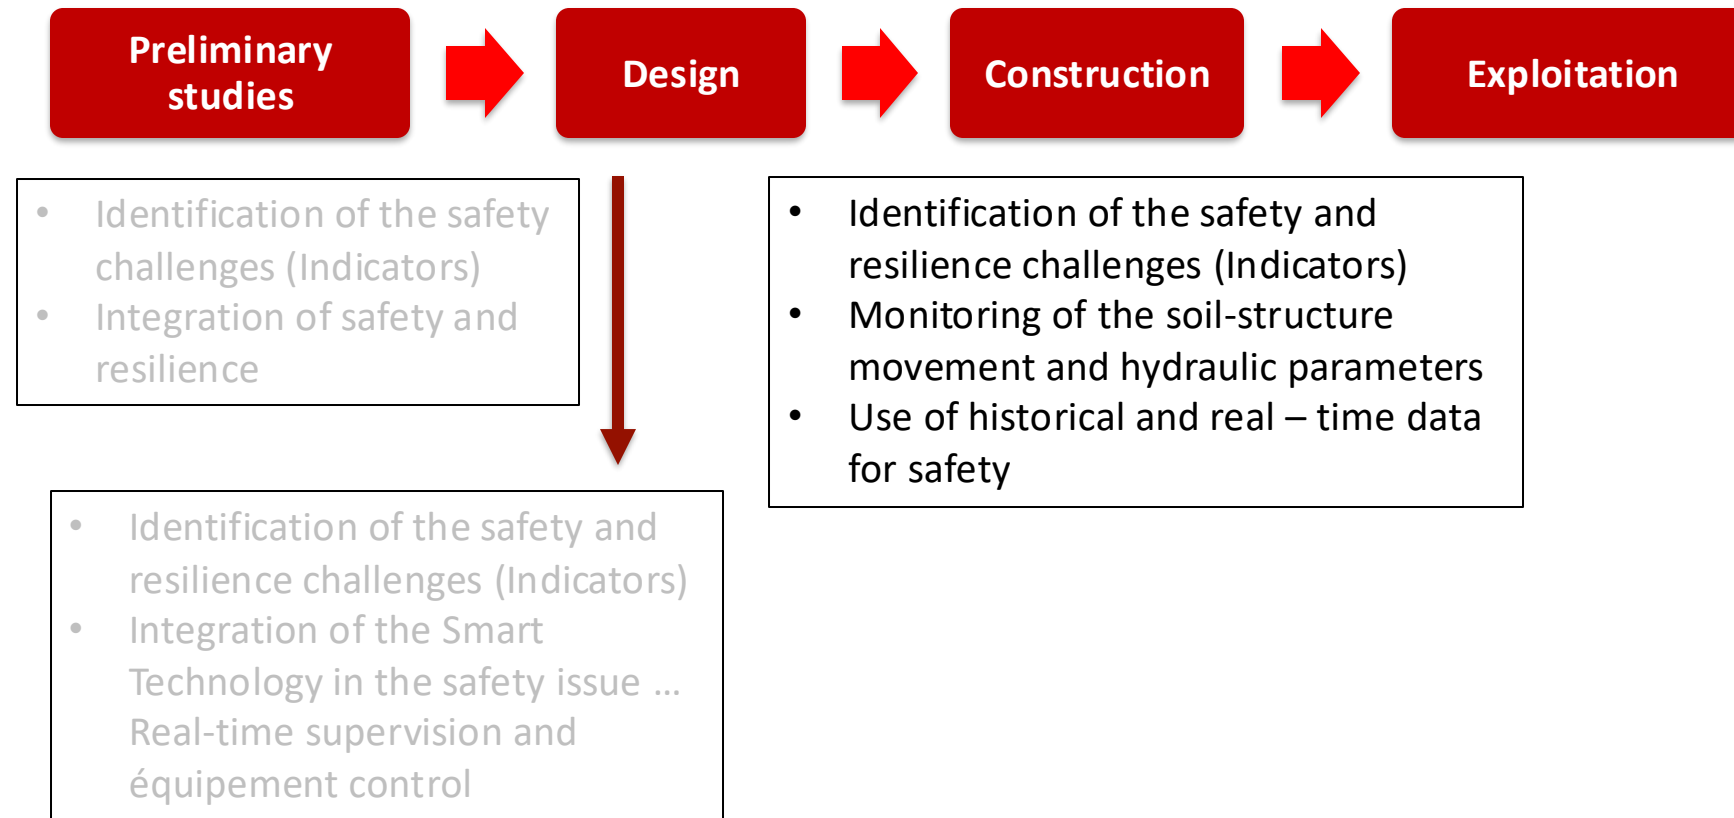 Preliminary
studies
Design
Construction
Exploitation
• Identification of the safety
challenges (Indicators)
• Integration of safety and
resilience
• Identification of the safety and
resilience challenges (Indicators)
• Monitoring of the soil-structure
movement and hydraulic parameters
• Use of historical and real – time data
for safety
• Identification of the safety and
resilience challenges (Indicators)
• Integration of the Smart
Technology in the safety issue ...
Real-time supervision and
équipement control